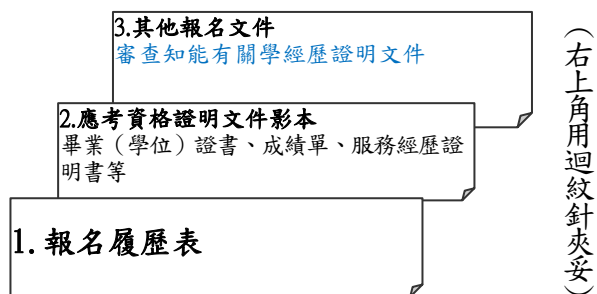 3.其他報名文件
審查知能有關學經歷證明文件
2.應考資格證明文件影本
畢業（學位）證書、成績單、服務經歷證
明書等
1.報名履歷表
（右上角用迴紋針夾妥）